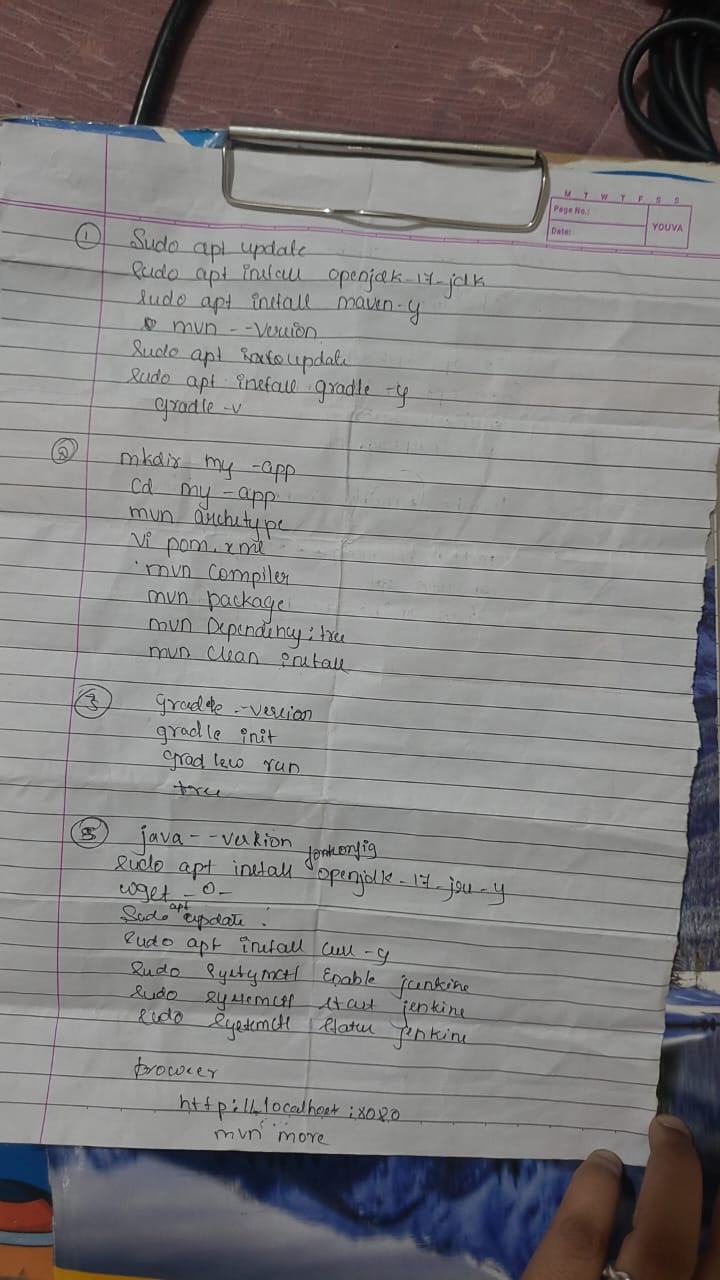 M T W T F S S
Page No.:
Date:
YOUVA
① Sudo apt update
Sudo apt install openjdk-17-jdk
Sudo apt install maven-y
mvn --version
Sudo apt update
Sudo apt install gradle -y
gradle -v
② mkdir my -app
Cd my -app
mvn archetype
Vi pom.xml
mvn compiler
mvn package
mvn Dependency:tree
mvn clean install
③ gradle --version
gradle init
gradlew run
tree
⑤ java --version
fontconfig
Sudo apt install openjdk-17-jre-y
wget -O-
Sudo apt update
Sudo apt install curl -y
Sudo Systemctl Enable jenkins
Sudo systemctl start jenkins
Sudo Systemctl Status jenkins
browser
http://localhost:8080
mvn more